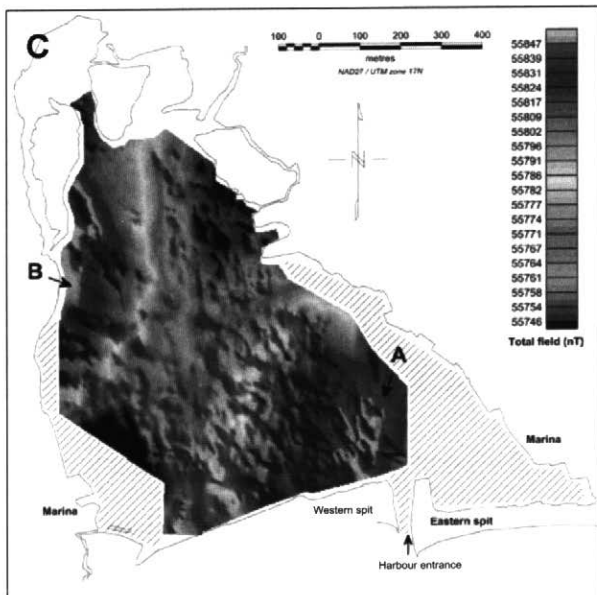 C
100 0 100 200 300 400
metres
NAD27 / UTM zone 17N
55847
55839
55831
55824
55817
55809
55802
55796
55791
55786
55782
55777
55774
55771
55767
55764
55761
55758
55754
55746
Total field (nT)
N
B
A
Marina
Marina
Western spit
Eastern spit
Harbour entrance